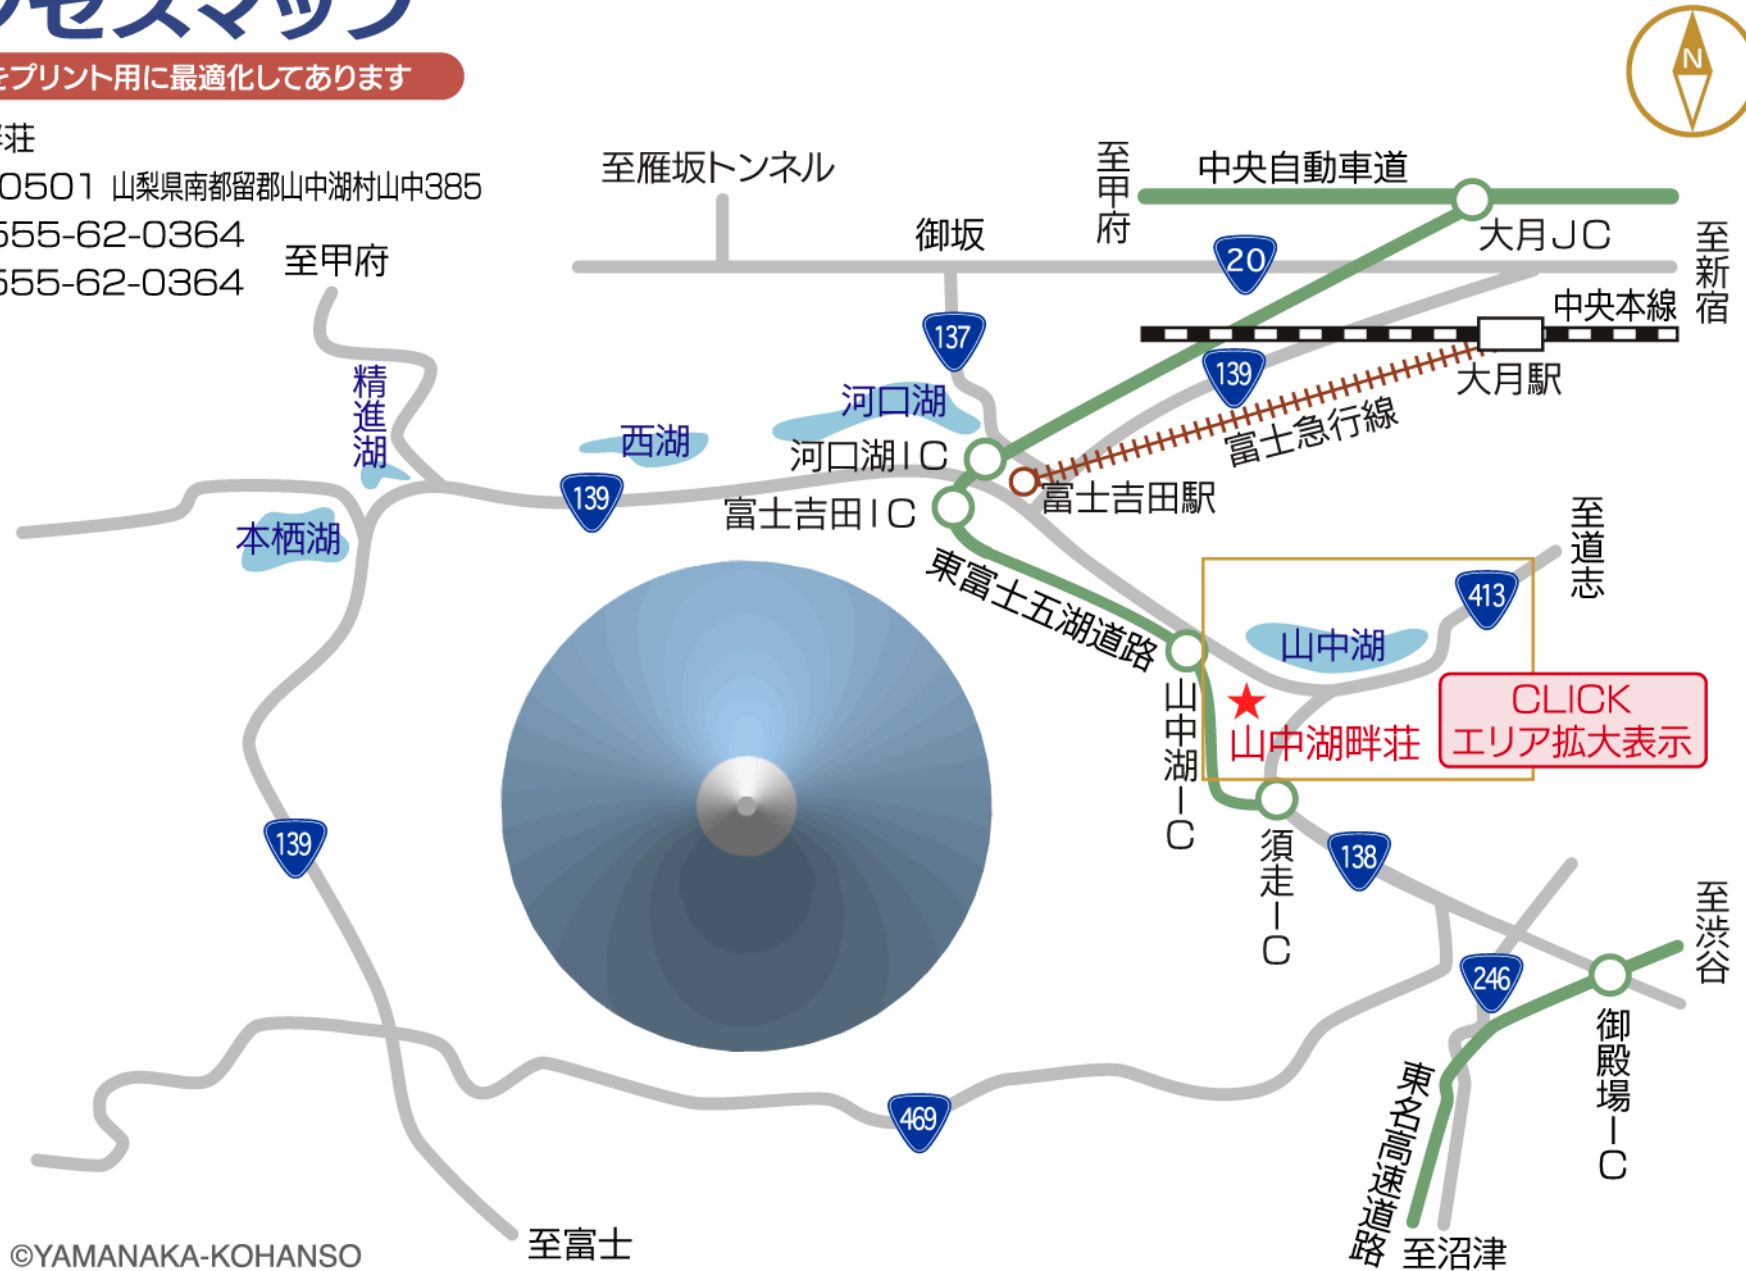 セスマップ
をプリント用に最適化してあります
荘
0501 山梨県南都留郡山中湖村山中385
555-62-0364
555-62-0364
N
至雁坂トンネル
至甲府
中央自動車道
大月JC
至新宿
御坂
20
至甲府
中央本線
137
139
大月駅
精進湖
河口湖
西湖
河口湖IC
富士急行線
139
富士吉田駅
富士吉田IC
本栖湖
至道志
東富士五湖道路
413
山中湖
山中湖IC
山中湖畔荘
CLICK
エリア拡大表示
139
須走IC
138
至渋谷
246
御殿場IC
469
東名高速道路
至富士
至沼津
©YAMANAKA-KOHANSO